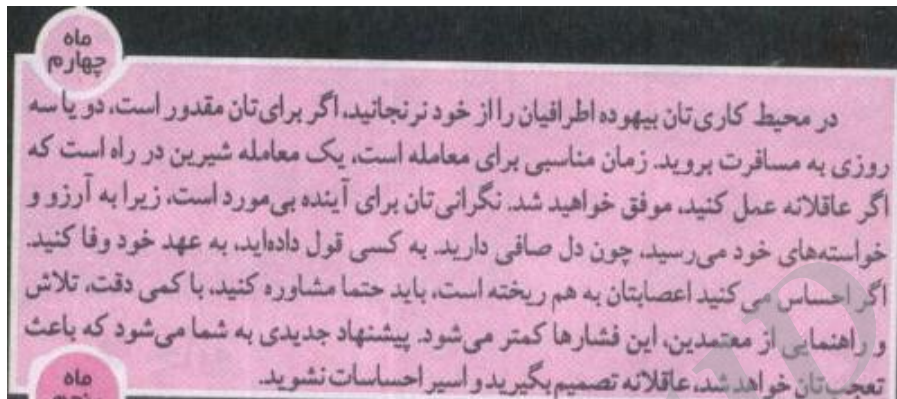 ماه
چهارم
در محیط کاری‌تان بیهوده اطرافیان را از خود نرنجانید، اگر برای‌تان مقدور است، دو یا سه
روزی به مسافرت بروید. زمان مناسبی برای معامله است، یک معامله شیرین در راه است که
اگر عاقلانه عمل کنید، موفق خواهید شد. نگرانی‌تان برای آینده بی‌مورد است، زیرا به آرزو و
خواسته‌های خود می‌رسید، چون دل صافی دارید. به کسی قول داده‌اید، به عهد خود وفا کنید.
اگر احساس می‌کنید اعصابتان به هم ریخته است، باید حتما مشاوره کنید، با کمی دقت، تلاش
و راهنمایی از معتمدین، این فشارها کمتر می‌شود. پیشنهاد جدیدی به شما می‌شود که باعث
تعجب‌تان خواهد شد، عاقلانه تصمیم بگیرید و اسیر احساسات نشوید.
ماه